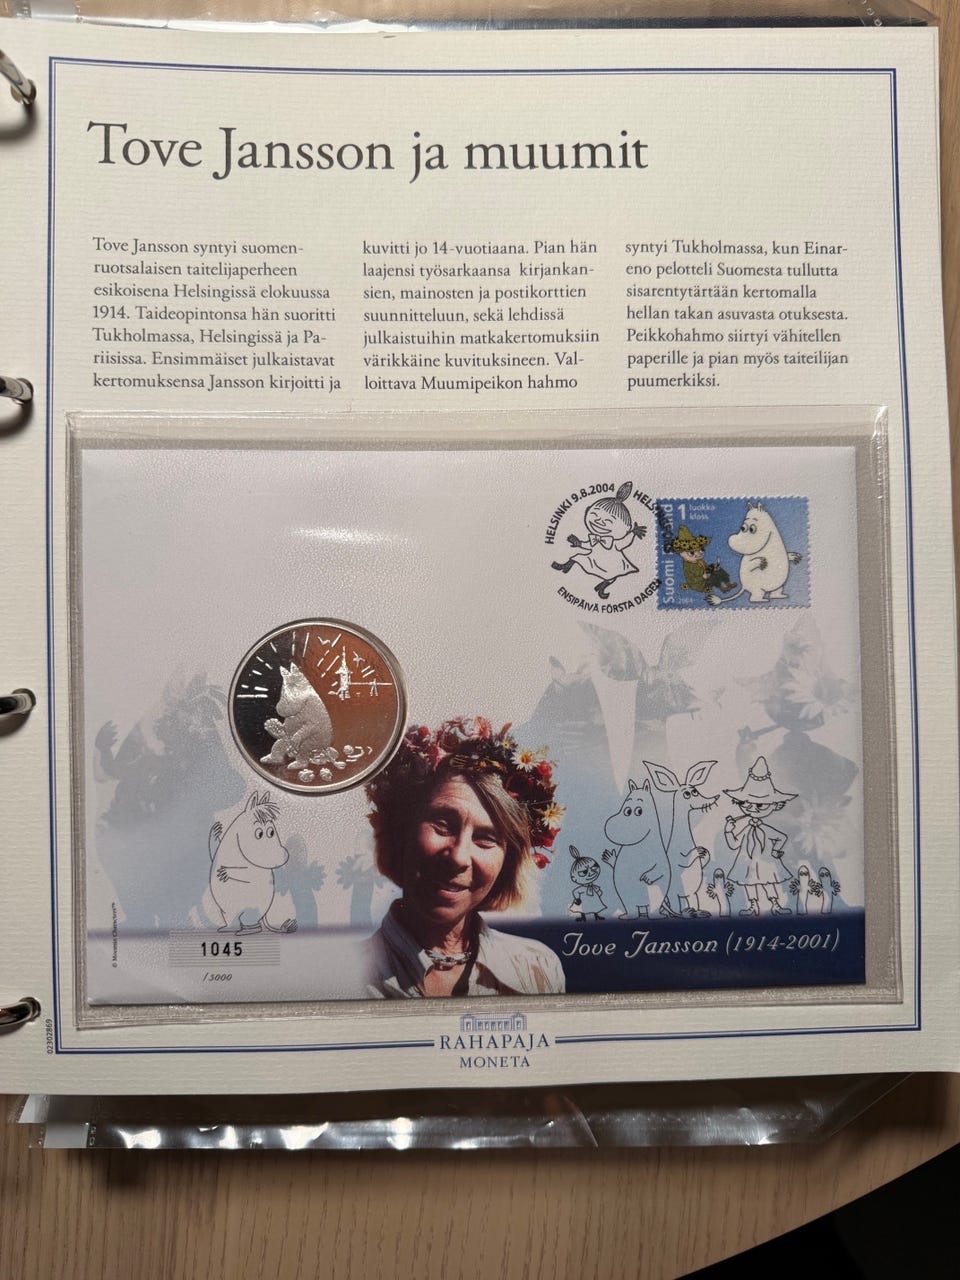 Tove Jansson ja muumit
Tove Jansson syntyi suomen-
ruotsalaisen taitelijaperheen
esikoisena Helsingissä elokuussa
1914. Taideopintonsa hän suoritti
Tukholmassa, Helsingissä ja Pa-
riisissa. Ensimmäiset julkaistavat
kertomuksensa Jansson kirjoitti ja
kuvitti jo 14-vuotiaana. Pian hän
laajensi työsarkaansa kirjankan-
sien, mainosten ja postikorttien
suunnitteluun, sekä lehdissä
julkaistuihin matkakertomuksiin
värikkäine kuvituksineen. Val-
loittava Muumipeikon hahmo
syntyi Tukholmassa, kun Einar-
eno pelotteli Suomesta tullutta
sisarentytärtään kertomalla
hellan takan asuvasta otuksesta.
Peikkohahmo siirtyi vähitellen
paperille ja pian myös taiteilijan
puumerkiksi.
HELSINKI 9.8.2004 HELS
ENSIPÄIVÄ FÖRSTA DAGEN
1 luokka
klass
Suomi Finland
2004
© Moomin Characters™
1045
/5000
Tove Jansson (1914-2001)
02302869
RAHAPAJA
MONETA